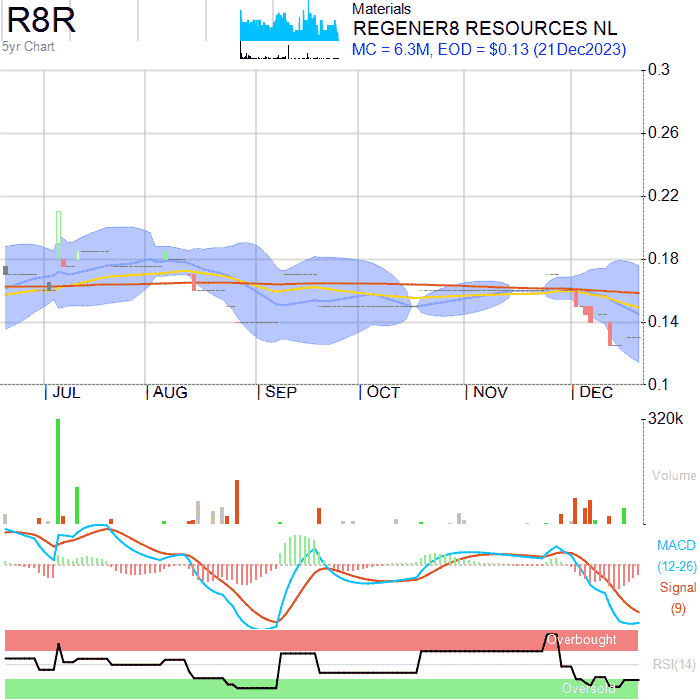 R8R
5yr Chart
Materials
REGENER8 RESOURCES NL
MC = 6.3M, EOD = $0.13 (21Dec2023)
0.3
0.26
0.22
0.18
0.14
0.1
JUL AUG SEP OCT NOV DEC
320k
Volume
MACD
(12-26)
Signal
(9)
Overbought
RSI(14)
Oversold